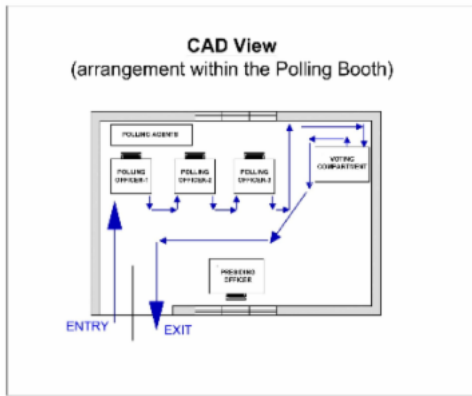 CAD View
(arrangement within the Polling Booth)
POLLING AGENTS
POLLING
OFFICER-1
POLLING
OFFICER-2
POLLING
OFFICER-3
VOTING
COMPARTMENT
PRESIDING
OFFICER
ENTRY
EXIT